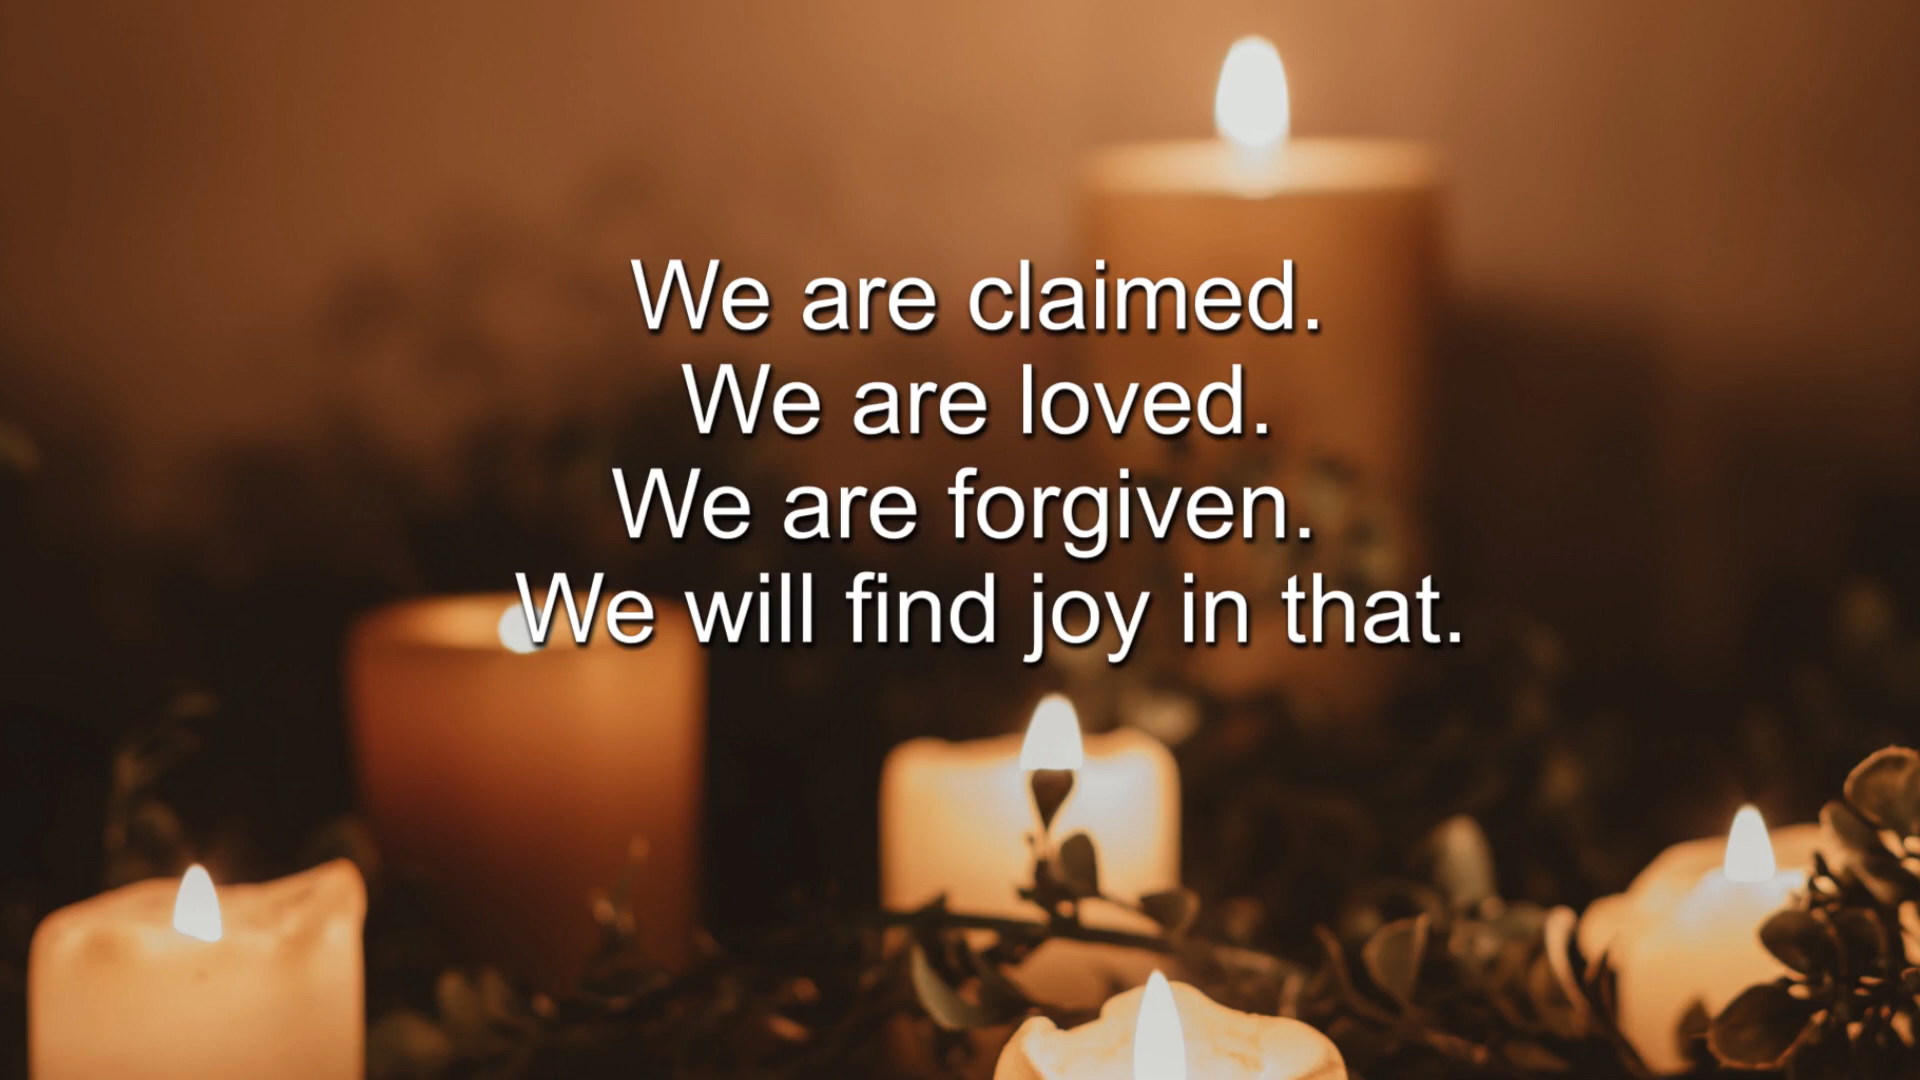 We are claimed.
We are loved.
We are forgiven.
We will find joy in that.